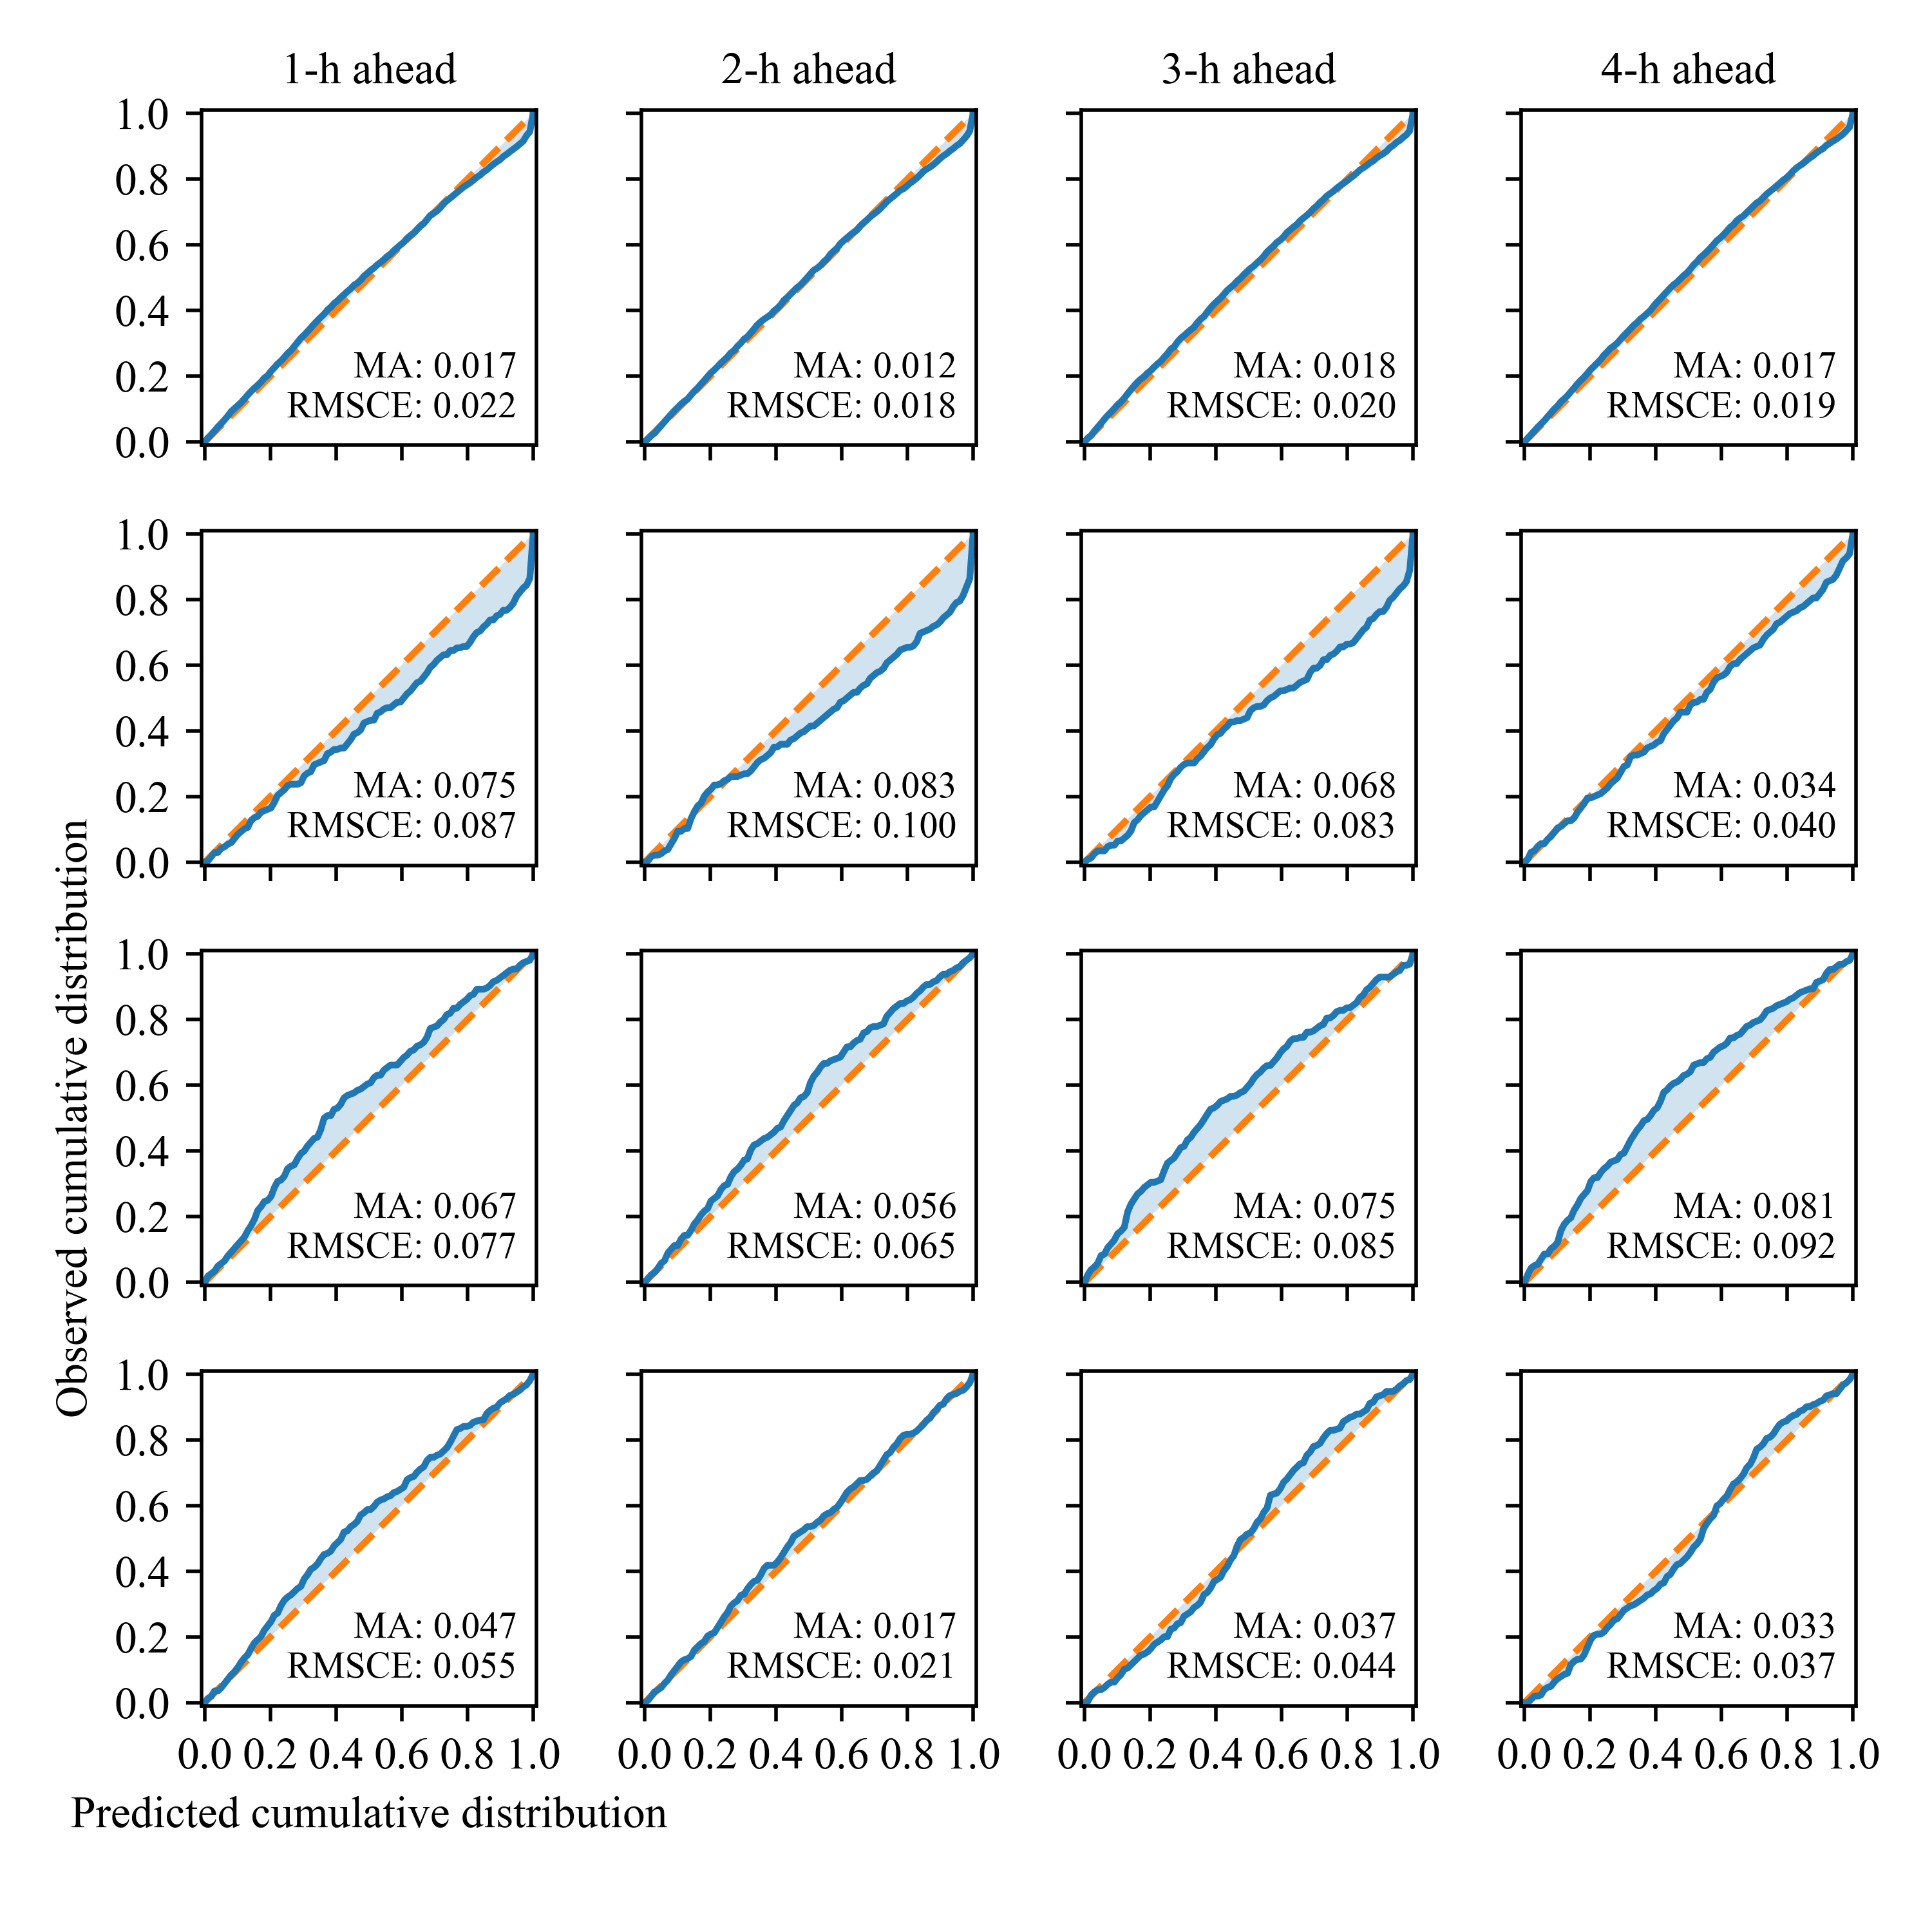 1-h ahead
2-h ahead
3-h ahead
4-h ahead
1.0
0.8
0.6
0.4
0.2
0.0
MA: 0.017
RMSCE: 0.022
MA: 0.012
RMSCE: 0.018
MA: 0.018
RMSCE: 0.020
MA: 0.017
RMSCE: 0.019
1.0
0.8
0.6
0.4
0.2
0.0
MA: 0.075
RMSCE: 0.087
MA: 0.083
RMSCE: 0.100
MA: 0.068
RMSCE: 0.083
MA: 0.034
RMSCE: 0.040
Observed cumulative distribution
1.0
0.8
0.6
0.4
0.2
0.0
MA: 0.067
RMSCE: 0.077
MA: 0.056
RMSCE: 0.065
MA: 0.075
RMSCE: 0.085
MA: 0.081
RMSCE: 0.092
1.0
0.8
0.6
0.4
0.2
0.0
MA: 0.047
RMSCE: 0.055
MA: 0.017
RMSCE: 0.021
MA: 0.037
RMSCE: 0.044
MA: 0.033
RMSCE: 0.037
0.0 0.2 0.4 0.6 0.8 1.0
0.0 0.2 0.4 0.6 0.8 1.0
0.0 0.2 0.4 0.6 0.8 1.0
0.0 0.2 0.4 0.6 0.8 1.0
Predicted cumulative distribution